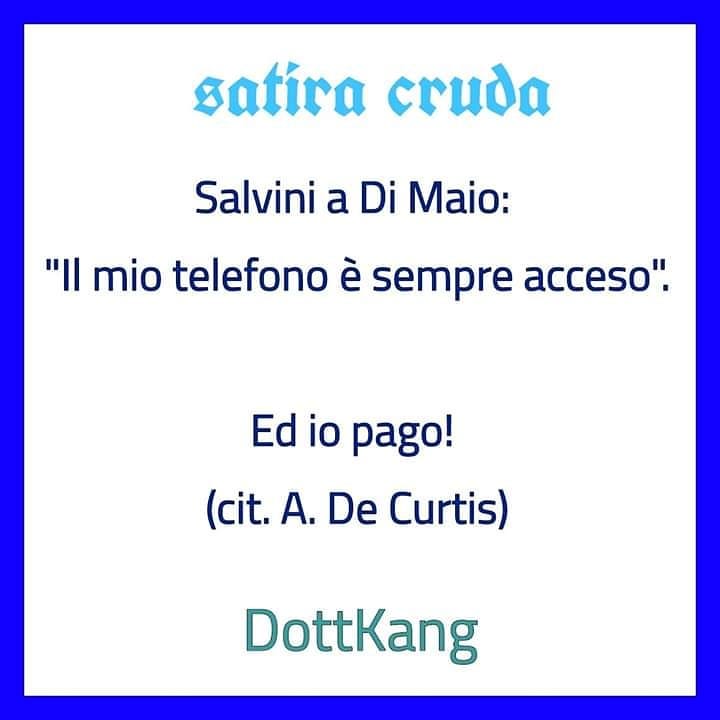 satira cruda
Salvini a Di Maio:
"Il mio telefono è sempre acceso".
Ed io pago!
(cit. A. De Curtis)
DottKang